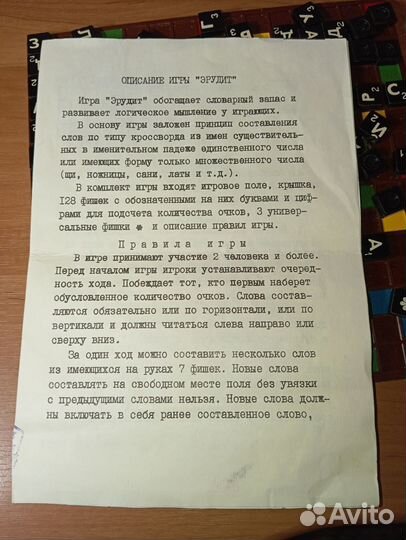 ОПИСАНИЕ ИГРЫ "ЭРУДИТ"
Игра "Эрудит" обогащает словарный запас и
развивает логическое мышление у играющих.
В основу игры заложен принцип составления
слов по типу кроссворда из имен существитель-
ных в именительном падеже единственного числа
или имеющих форму только множественного числа
(щи, ножницы, сани, латы и т.д.).
В комплект игры входят игровое поле, крышка,
128 фишек с обозначенными на них буквами и циф-
рами для подсчета количества очков, 3 универ-
сальные фишки * и описание правил игры.
Правила игры
В игре принимают участие 2 человека и более.
Перед началом игры игроки устанавливают очеред-
ность хода. Побеждает тот, кто первым наберет
обусловленное количество очков. Слова состав-
ляются обязательно или по горизонтали, или по
вертикали и должны читаться слева направо или
сверху вниз.
За один ход можно составить несколько слов
из имеющихся на руках 7 фишек. Новые слова
составлять на свободном месте поля без увязки
с предыдущими словами нельзя. Новые слова долж-
ны включать в себя ранее составленное слово,
Avito